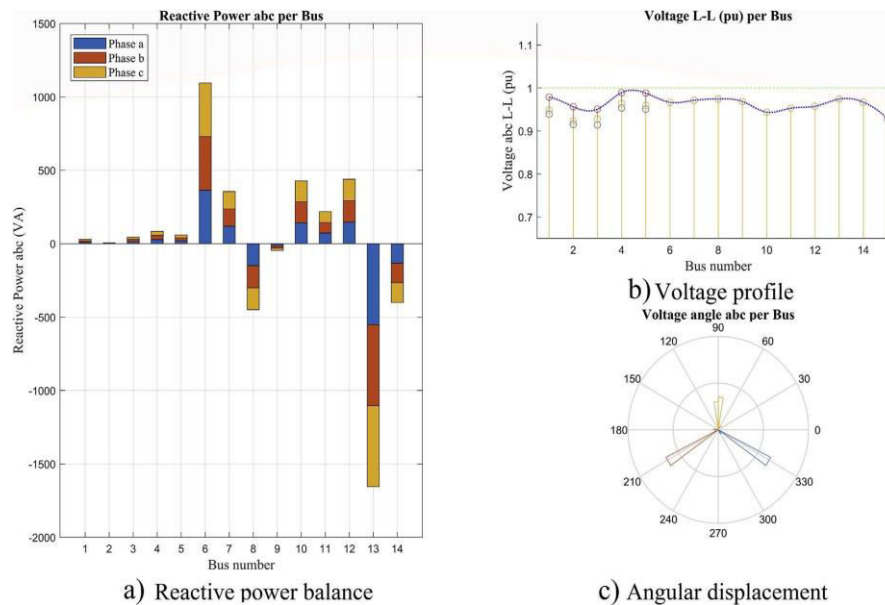 Reactive Power abc per Bus
1500
1000
500
0
-500
-1000
-1500
-2000
Reactive Power abc (VA)
Phase a
Phase b
Phase c
1 2 3 4 5 6 7 8 9 10 11 12 13 14
Bus number
a) Reactive power balance
Voltage L-L (pu) per Bus
1.1
1
0.9
0.8
0.7
Voltage abc L-L (pu)
2 4 6 8 10 12 14
Bus number
b) Voltage profile
Voltage angle abc per Bus
90
120 60
150 30
180 0
210 330
240 300
270
c) Angular displacement